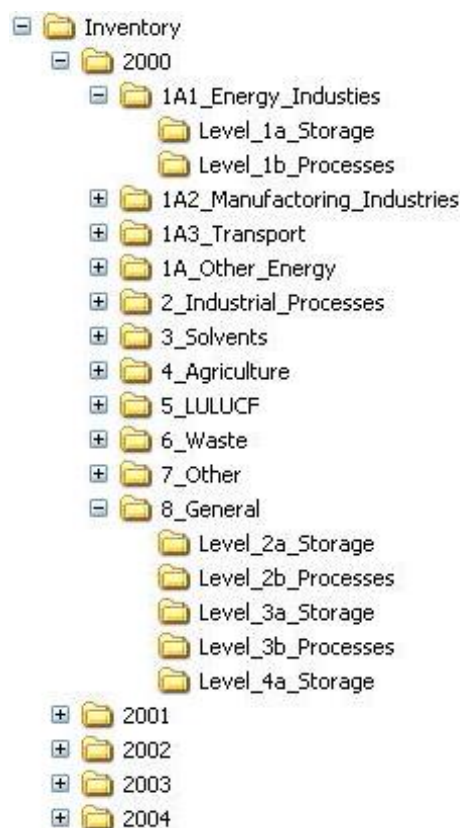 Inventory
2000
1A1_Energy_Industies
Level_1a_Storage
Level_1b_Processes
1A2_Manufactoring_Industries
1A3_Transport
1A_Other_Energy
2_Industrial_Processes
3_Solvents
4_Agriculture
5_LULUCF
6_Waste
7_Other
8_General
Level_2a_Storage
Level_2b_Processes
Level_3a_Storage
Level_3b_Processes
Level_4a_Storage
2001
2002
2003
2004